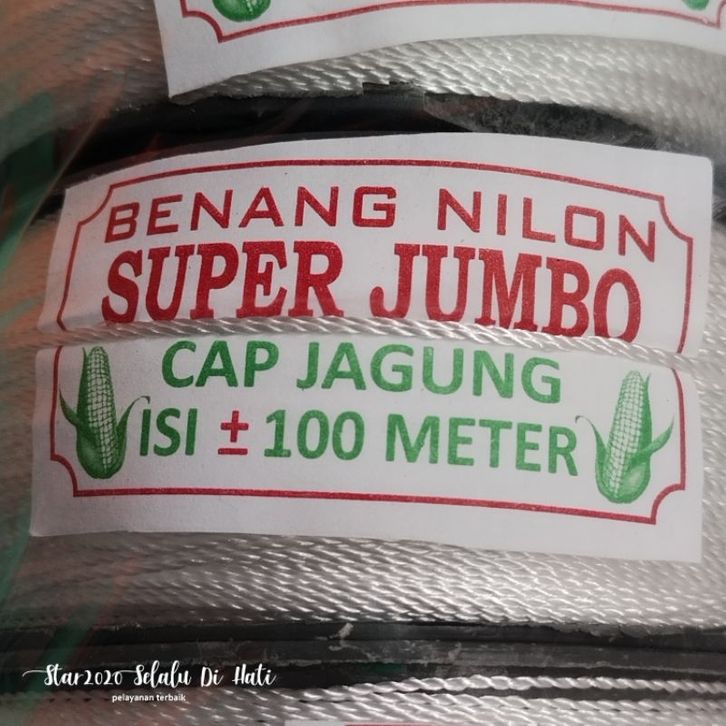 BENANG NILON
SUPER JUMBO
CAP JAGUNG
ISI ± 100 METER
Star2020 Selalu Di Hati
pelayanan terbaik